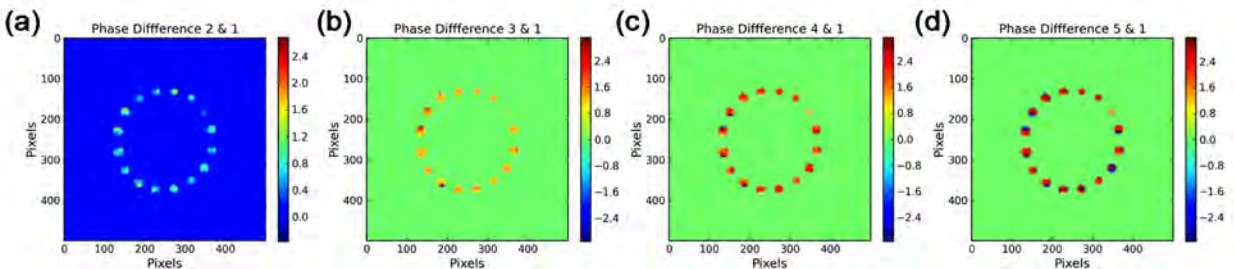 (a)
Phase Diffference 2 & 1
0
100
200
300
400
Pixels
0 100 200 300 400
Pixels
2.4
2.0
1.6
1.2
0.8
0.4
0.0
(b)
Phase Diffference 3 & 1
0
100
200
300
400
Pixels
0 100 200 300 400
Pixels
2.4
1.6
0.8
0.0
−0.8
−1.6
−2.4
(c)
Phase Diffference 4 & 1
0
100
200
300
400
Pixels
0 100 200 300 400
Pixels
2.4
1.6
0.8
0.0
−0.8
−1.6
−2.4
(d)
Phase Diffference 5 & 1
0
100
200
300
400
Pixels
0 100 200 300 400
Pixels
2.4
1.6
0.8
0.0
−0.8
−1.6
−2.4